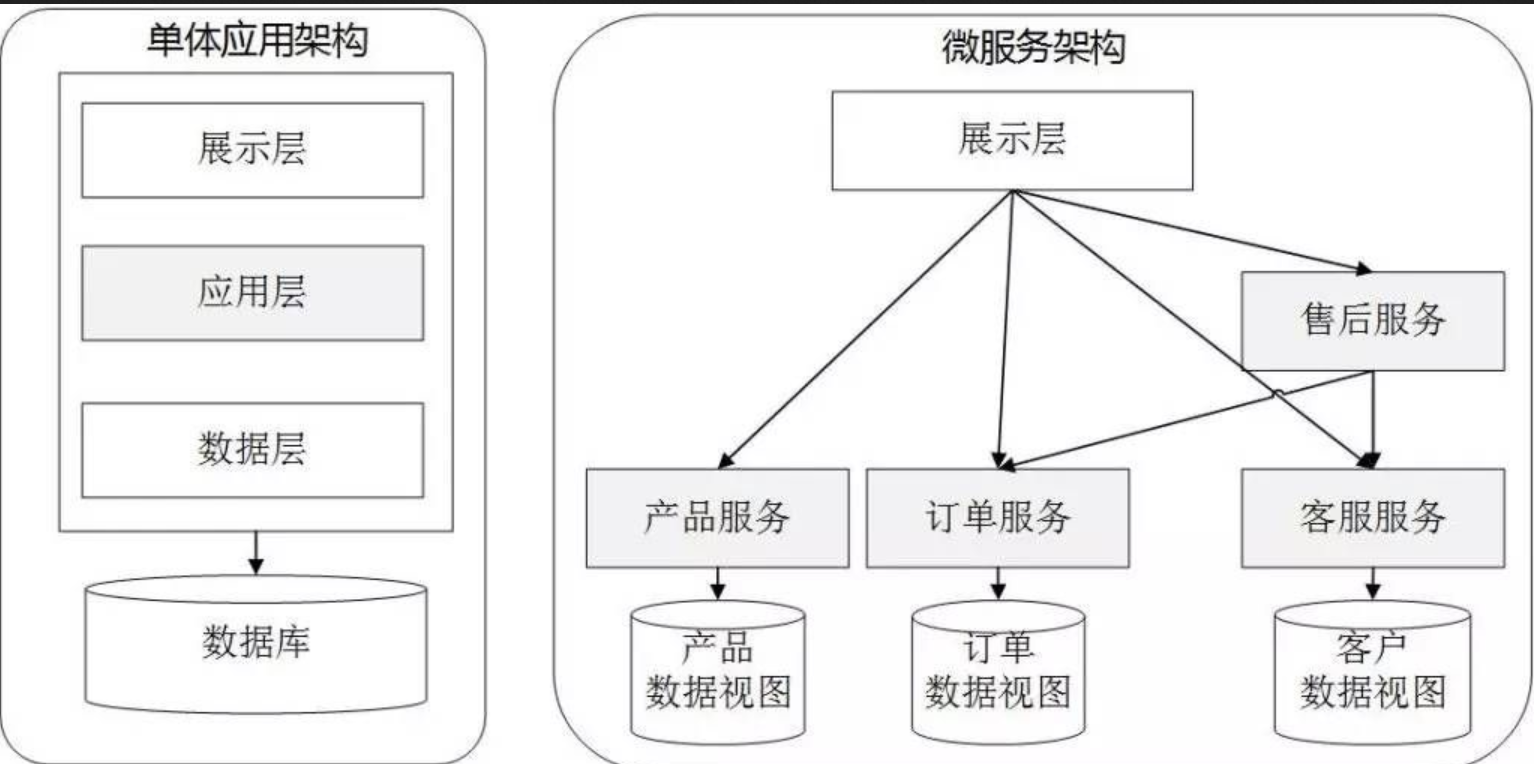 单体应用架构
展示层
应用层
数据层
数据库
微服务架构
展示层
售后服务
产品服务
订单服务
客服服务
产品
数据视图
订单
数据视图
客户
数据视图